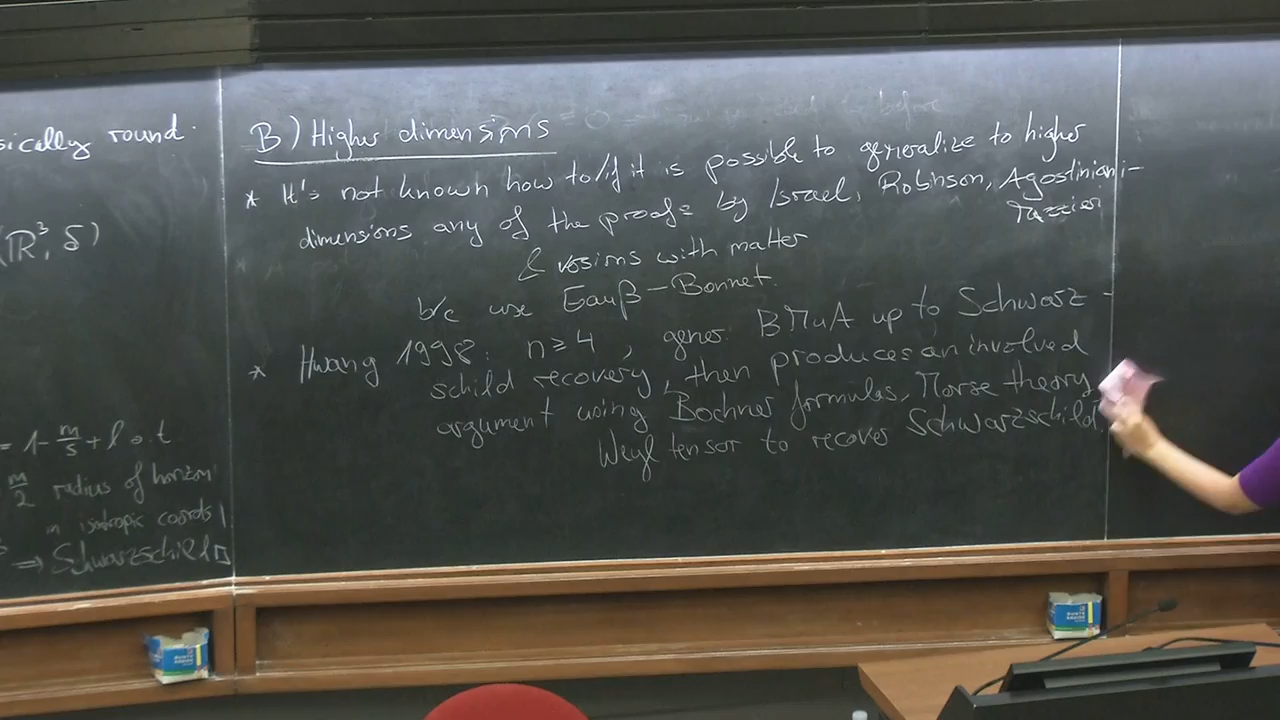 sically round.
(ℝ³, δ)
= 1 - m/s + l.o.t
m/2 radius of horizon
in isotropic coords
⇒ Schwarzschild □
B) Higher dimensions
* It's not known how to/if it is possible to generalize to higher
dimensions any of the proofs by Israel, Robinson, Agostiniani-
Mazzieri
& versions with matter
b/c use Gauß-Bonnet.
* Hwang 1998: n ≥ 4, gener. BMuA up to Schwarz-
schild recovery, then produces an involved
argument using Bochner formulas, Morse theory,
Weyl tensor to recover Schwarzschild.